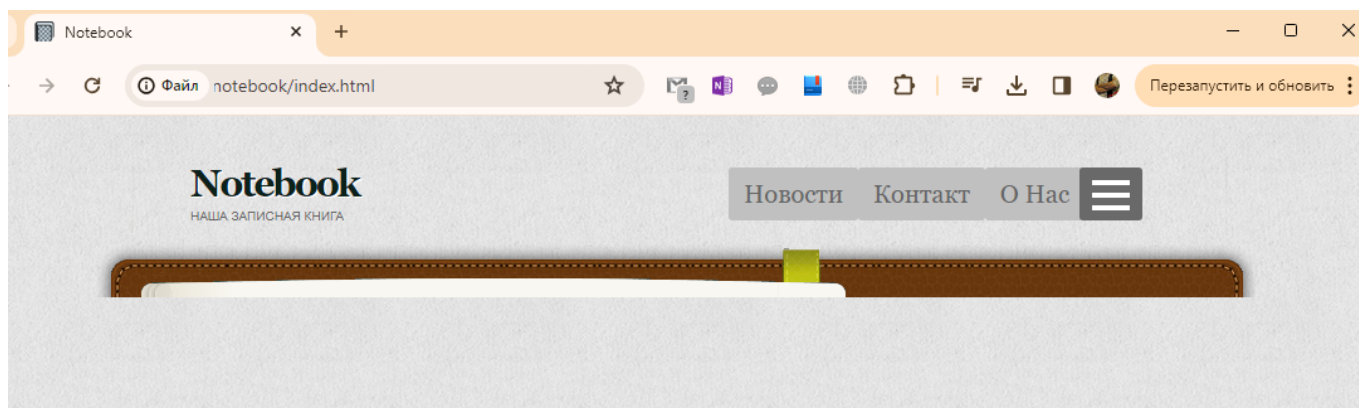 Notebook
Файл notebook/index.html
Перезапустить и обновить
Notebook
НАША ЗАПИСНАЯ КНИГА
Новости Контакт О Нас